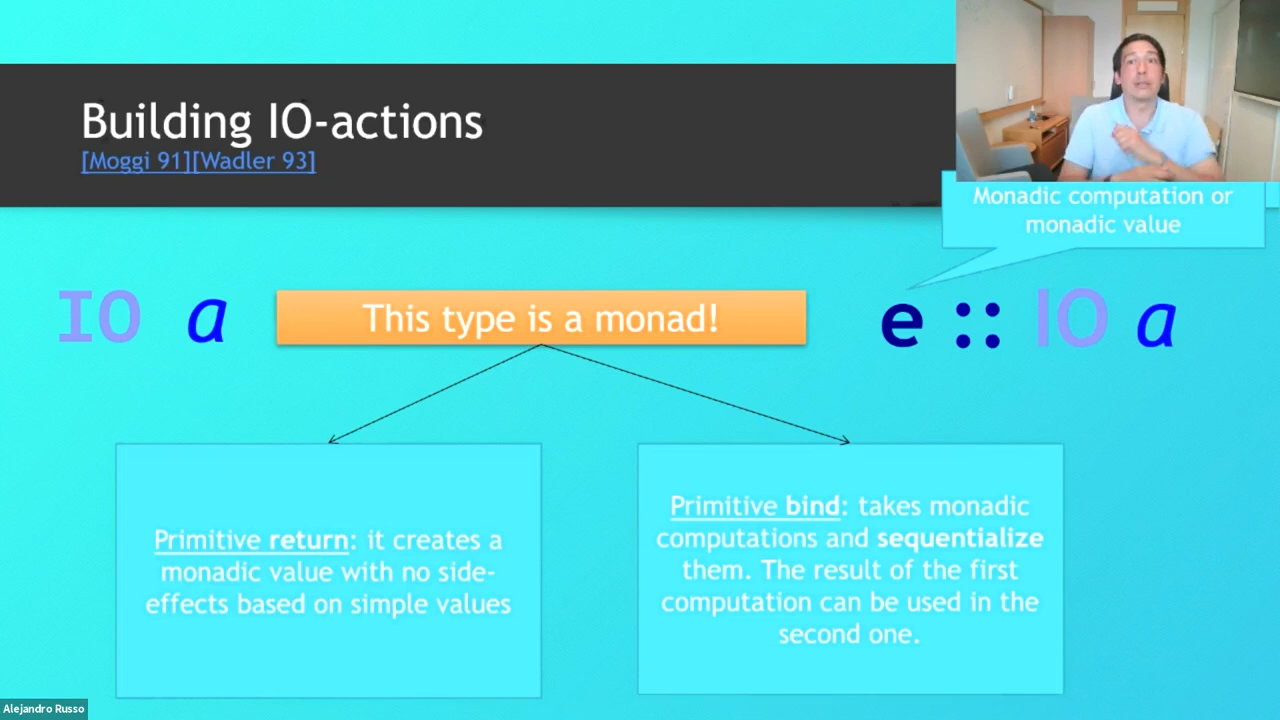 Building IO-actions
[Moggi 91][Wadler 93]
Monadic computation or
monadic value
IO a
This type is a monad!
e :: IO a
Primitive return: it creates a
monadic value with no side-
effects based on simple values
Primitive bind: takes monadic
computations and sequentialize
them. The result of the first
computation can be used in the
second one.
Alejandro Russo